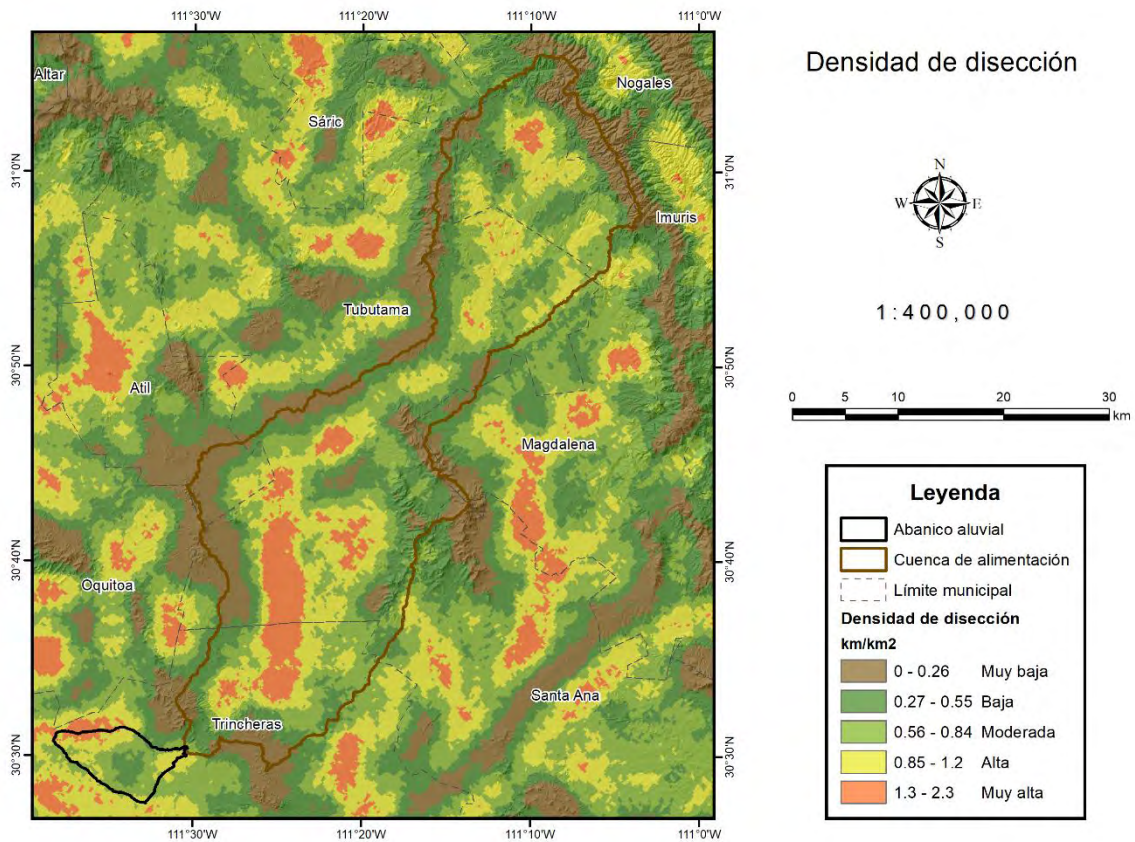 111°30'W 111°20'W 111°10'W 111°0'W
Altar
Nogales
Sáric
31°0'N
31°0'N
Imuris
Tubutama
30°50'N
30°50'N
Atil
Magdalena
30°40'N
30°40'N
Oquitoa
Santa Ana
Trincheras
30°30'N
30°30'N
111°30'W 111°20'W 111°10'W 111°0'W
Densidad de disección
N
W E
S
1:400,000
0 5 10 20 30
km
Leyenda
Abanico aluvial
Cuenca de alimentación
Límite municipal
Densidad de disección
km/km2
0 - 0.26 Muy baja
0.27 - 0.55 Baja
0.56 - 0.84 Moderada
0.85 - 1.2 Alta
1.3 - 2.3 Muy alta